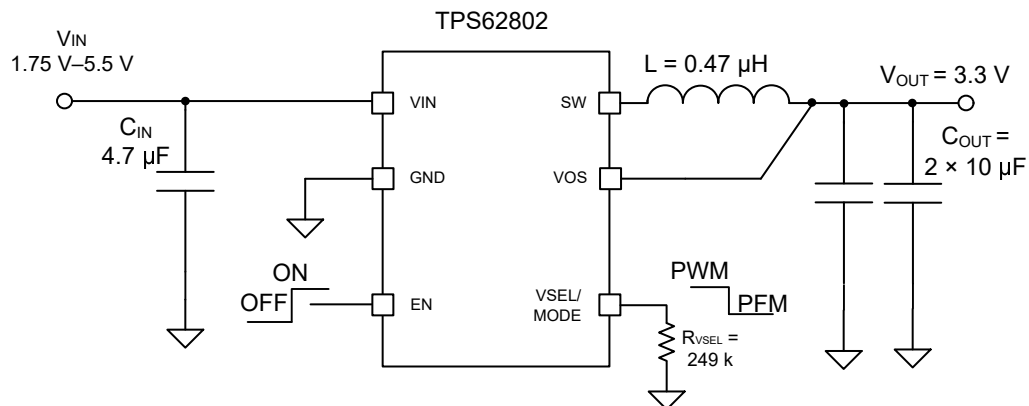 TPS62802
VIN
1.75 V–5.5 V
L = 0.47 µH
VOUT = 3.3 V
VIN
SW
CIN
4.7 µF
COUT =
2 × 10 µF
GND
VOS
ON
OFF
EN
VSEL/
MODE
PWM
PFM
RVSEL =
249 k